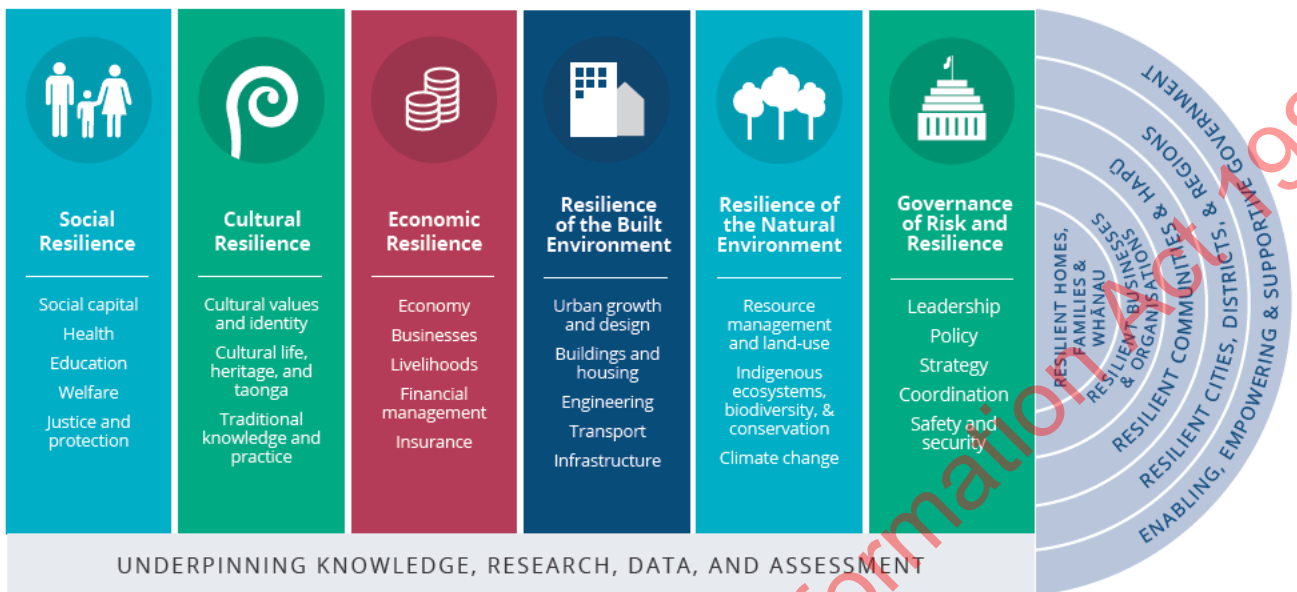 Social
Resilience
Social capital
Health
Education
Welfare
Justice and
protection
Cultural
Resilience
Cultural values
and identity
Cultural life,
heritage, and
taonga
Traditional
knowledge and
practice
Economic
Resilience
Economy
Businesses
Livelihoods
Financial
management
Insurance
Resilience
of the Built
Environment
Urban growth
and design
Buildings and
housing
Engineering
Transport
Infrastructure
Resilience of
the Natural
Environment
Resource
management
and land-use
Indigenous
ecosystems,
biodiversity, &
conservation
Climate change
Governance
of Risk and
Resilience
Leadership
Policy
Strategy
Coordination
Safety and
security
RESILIENT HOMES,
FAMILIES &
WHĀNAU
RESILIENT BUSINESSES
& ORGANISATIONS
RESILIENT COMMUNITIES & HAPŪ
RESILIENT CITIES, DISTRICTS, & REGIONS
ENABLING, EMPOWERING & SUPPORTIVE GOVERNMENT
UNDERPINNING KNOWLEDGE, RESEARCH, DATA, AND ASSESSMENT
formation Act 19